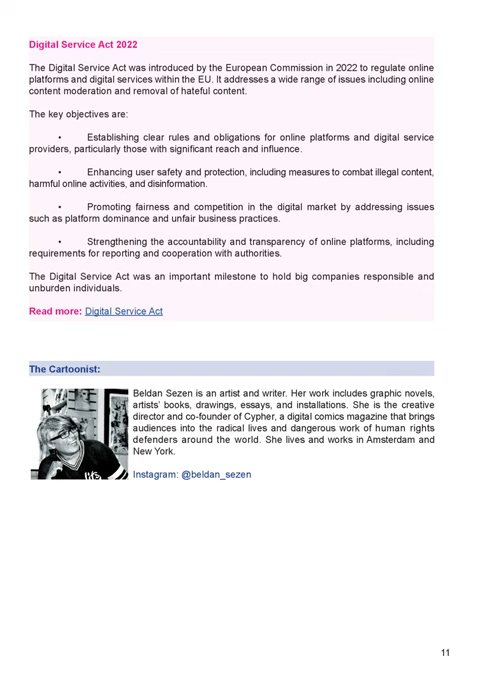 Digital Service Act 2022
The Digital Service Act was introduced by the European Commission in 2022 to regulate online
platforms and digital services within the EU. It addresses a wide range of issues including online
content moderation and removal of hateful content.
The key objectives are:
• Establishing clear rules and obligations for online platforms and digital service
providers, particularly those with significant reach and influence.
• Enhancing user safety and protection, including measures to combat illegal content,
harmful online activities, and disinformation.
• Promoting fairness and competition in the digital market by addressing issues
such as platform dominance and unfair business practices.
• Strengthening the accountability and transparency of online platforms, including
requirements for reporting and cooperation with authorities.
The Digital Service Act was an important milestone to hold big companies responsible and
unburden individuals.
Read more: Digital Service Act
The Cartoonist:
Beldan Sezen is an artist and writer. Her work includes graphic novels,
artists’ books, drawings, essays, and installations. She is the creative
director and co-founder of Cypher, a digital comics magazine that brings
audiences into the radical lives and dangerous work of human rights
defenders around the world. She lives and works in Amsterdam and
New York.
Instagram: @beldan_sezen
11